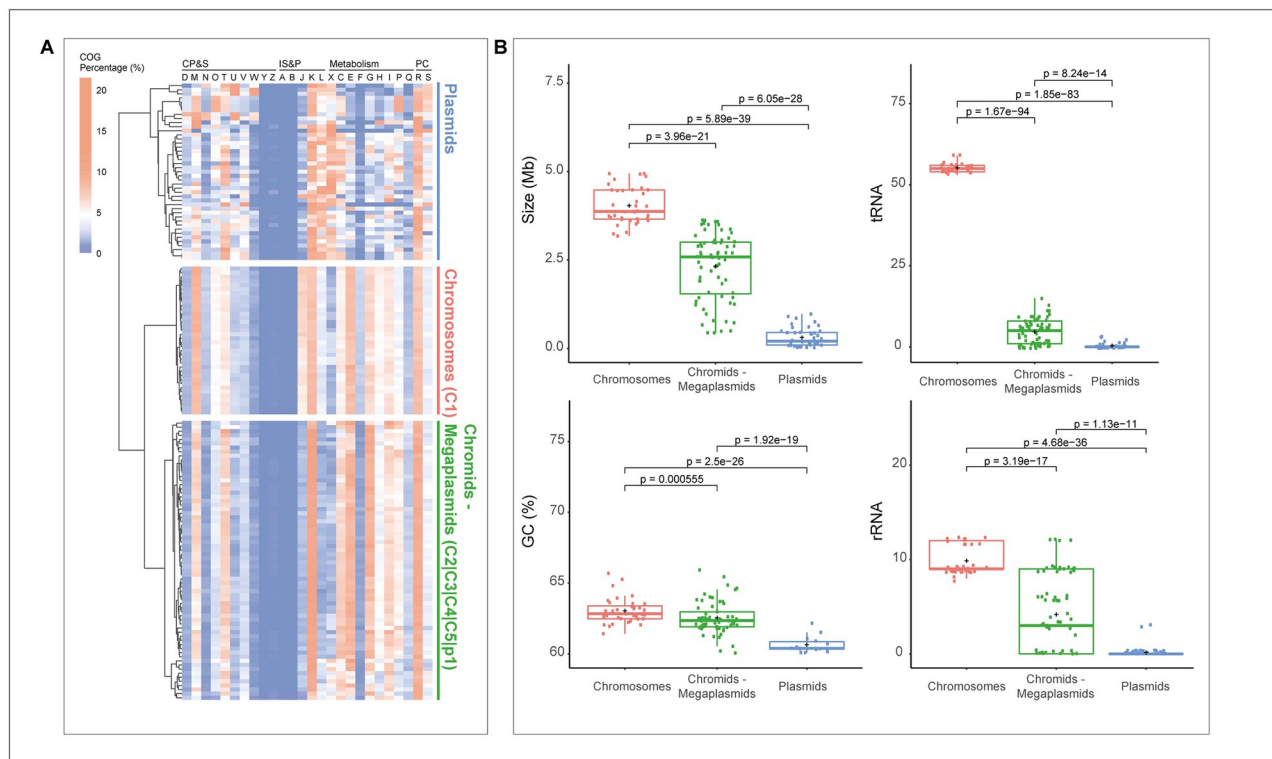 A
COG
Percentage (%)
20
15
10
5
0
CP&S IS&P Metabolism PC
D M N O T U V W Y Z A B J K L X C E F G H I P Q R S
Plasmids
Chromosomes (C1)
Chromids -
Megaplasmids (C2|C3|C4|C5|p1)
B
Size (Mb)
7.5
5.0
2.5
0.0
p = 6.05e−28
p = 5.89e−39
p = 3.96e−21
Chromosomes
Chromids -
Megaplasmids
Plasmids
tRNA
75
50
25
0
p = 8.24e−14
p = 1.85e−83
p = 1.67e−94
Chromosomes
Chromids -
Megaplasmids
Plasmids
GC (%)
75
70
65
60
p = 1.92e−19
p = 2.5e−26
p = 0.000555
Chromosomes
Chromids -
Megaplasmids
Plasmids
rRNA
20
10
0
p = 1.13e−11
p = 4.68e−36
p = 3.19e−17
Chromosomes
Chromids -
Megaplasmids
Plasmids